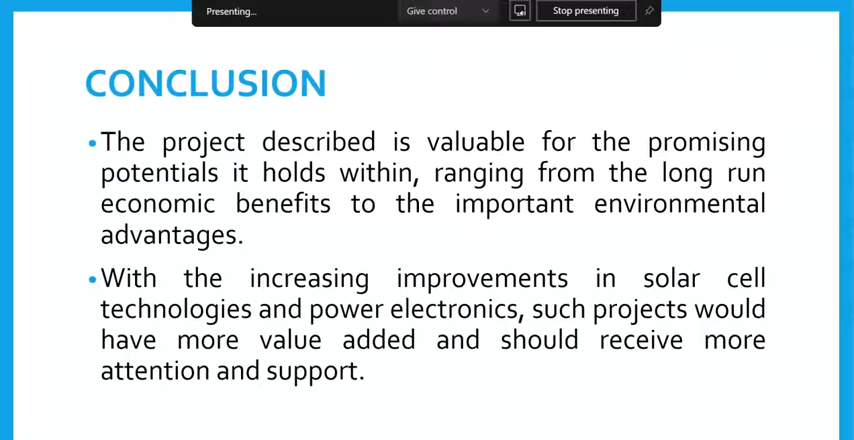 Presenting...
Give control
Stop presenting
CONCLUSION
•The project described is valuable for the promising
potentials it holds within, ranging from the long run
economic benefits to the important environmental
advantages.
•With the increasing improvements in solar cell
technologies and power electronics, such projects would
have more value added and should receive more
attention and support.